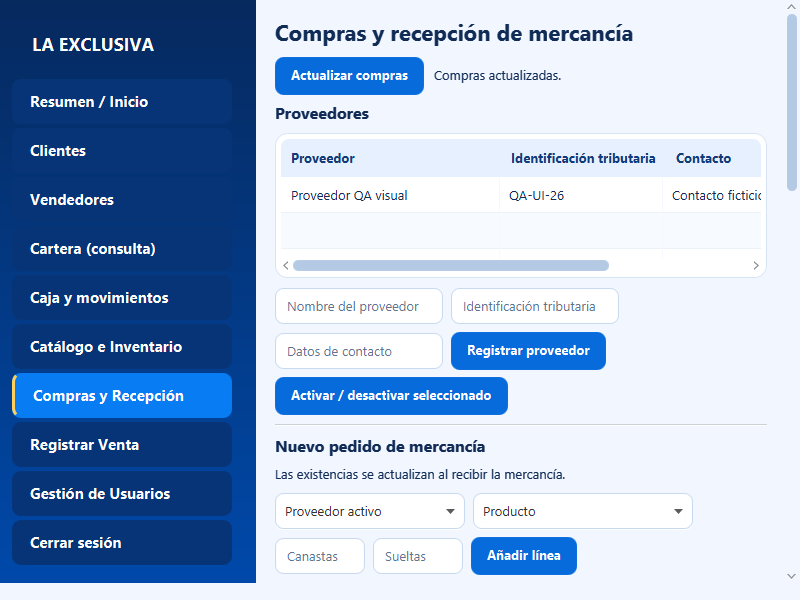 LA EXCLUSIVA
Resumen / Inicio
Clientes
Vendedores
Cartera (consulta)
Caja y movimientos
Catálogo e Inventario
Compras y Recepción
Registrar Venta
Gestión de Usuarios
Cerrar sesión
Compras y recepción de mercancía
Actualizar compras Compras actualizadas.
Proveedores
Proveedor Identificación tributaria Contacto
Proveedor QA visual QA-UI-26 Contacto ficticio
Nombre del proveedor Identificación tributaria
Datos de contacto Registrar proveedor
Activar / desactivar seleccionado
Nuevo pedido de mercancía
Las existencias se actualizan al recibir la mercancía.
Proveedor activo Producto
Canastas Sueltas Añadir línea